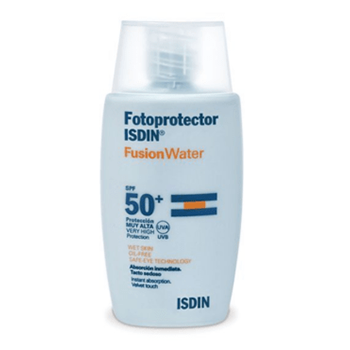 Fotoprotector
ISDIN®
FusionWater
SPF
50+
Protección
MUY ALTA
VERY HIGH
Protection
UVA
UVB
WET SKIN
OIL-FREE
SAFE-EYE TECHNOLOGY
Absorción inmediata.
Tacto sedoso
Instant absorption.
Velvet touch
ISDIN